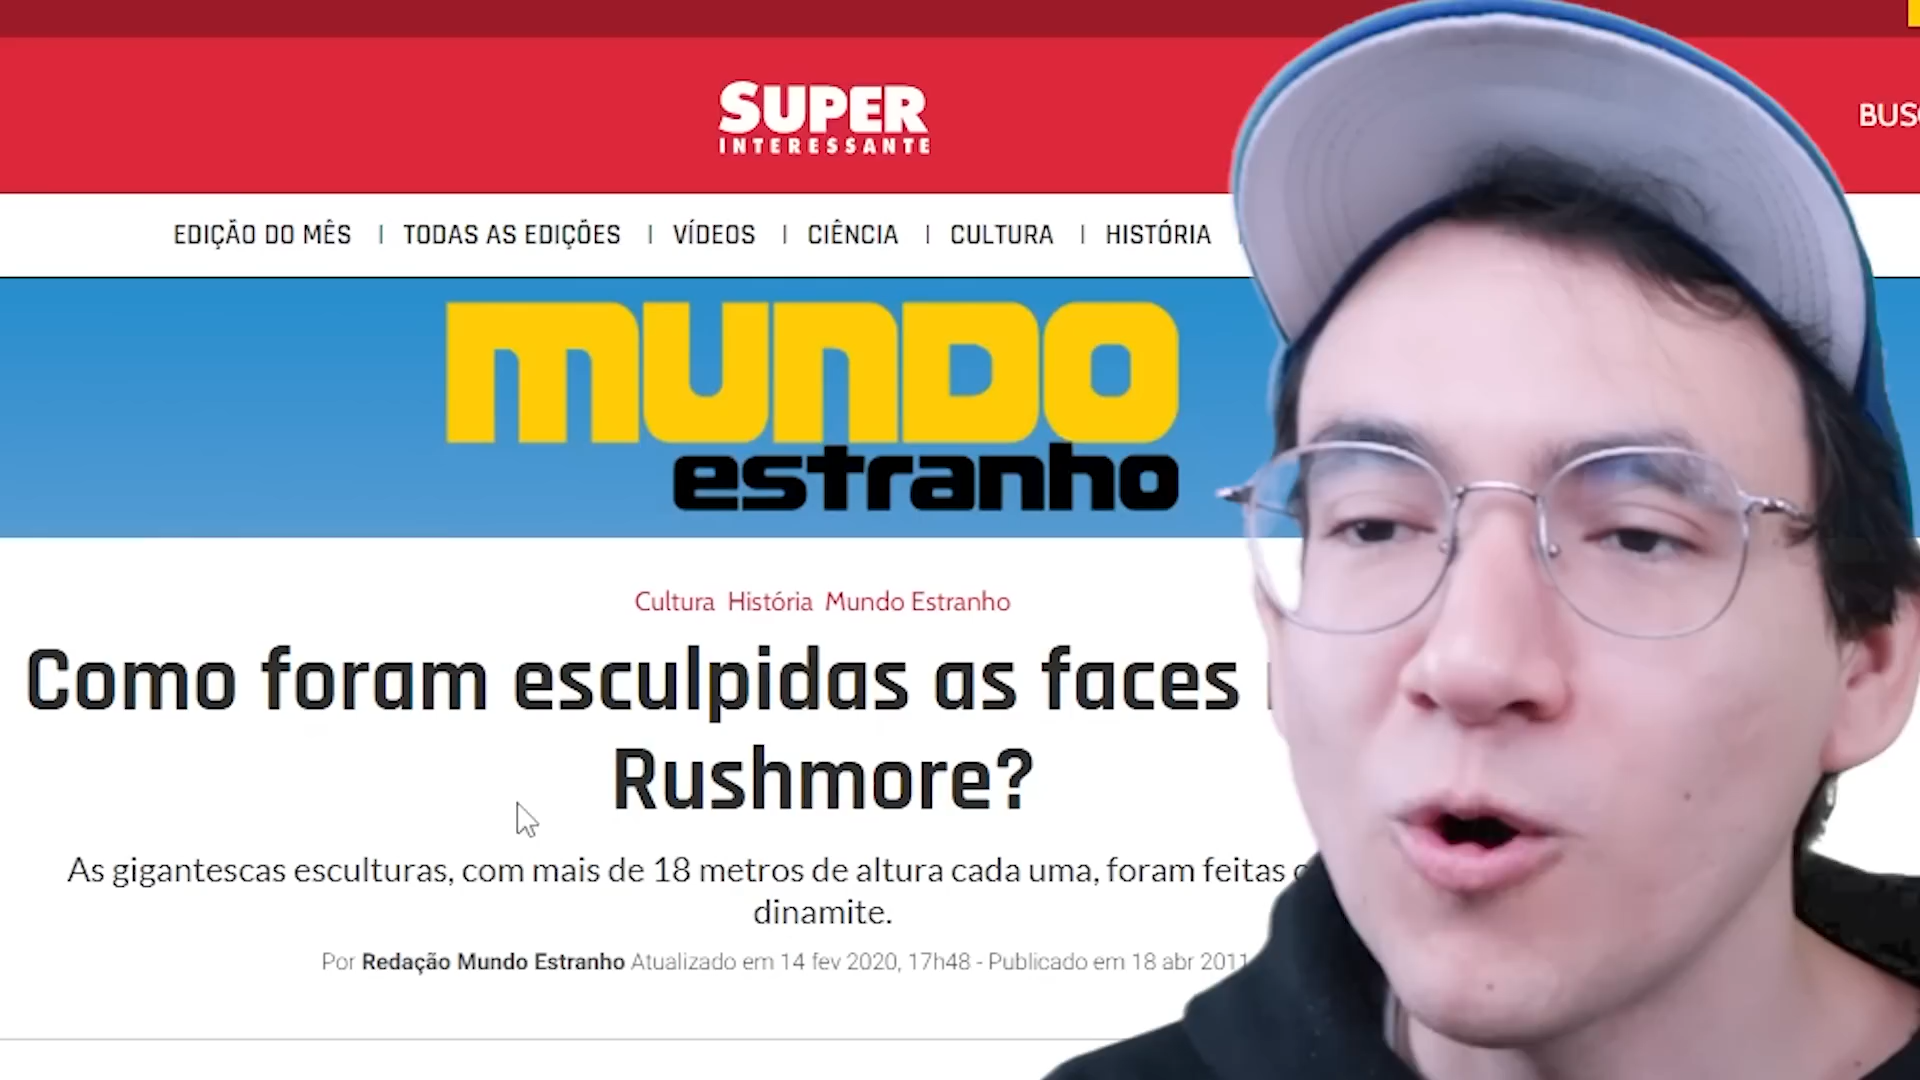 SUPER
INTERESSANTE
EDIÇÃO DO MÊS | TODAS AS EDIÇÕES | VÍDEOS | CIÊNCIA | CULTURA | HISTÓRIA
mundo
estranho
Cultura História Mundo Estranho
Como foram esculpidas as faces
Rushmore?
As gigantescas esculturas, com mais de 18 metros de altura cada uma, foram feitas
dinamite.
Por Redação Mundo Estranho Atualizado em 14 fev 2020, 17h48 - Publicado em 18 abr 2011